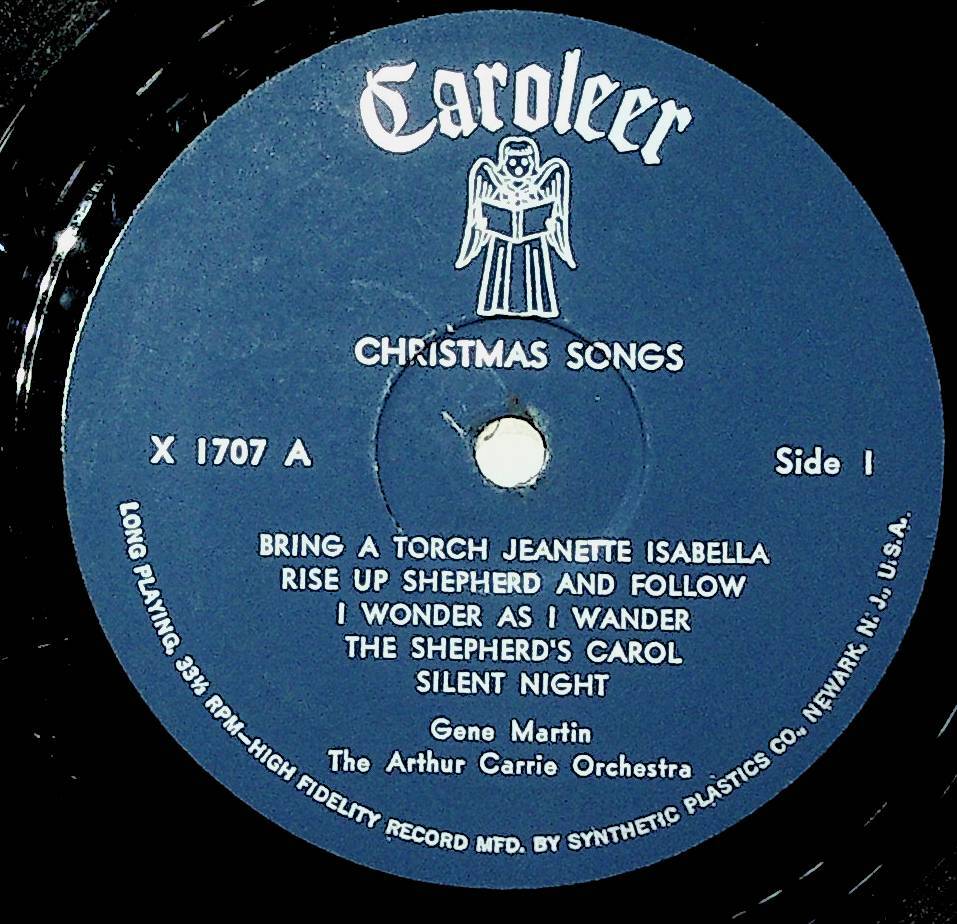 Caroleer
CHRISTMAS SONGS
X 1707 A
Side 1
BRING A TORCH JEANETTE ISABELLA
RISE UP SHEPHERD AND FOLLOW
I WONDER AS I WANDER
THE SHEPHERD'S CAROL
SILENT NIGHT
Gene Martin
The Arthur Carrie Orchestra
LONG PLAYING, 33⅓ RPM—HIGH FIDELITY RECORD MFD. BY SYNTHETIC PLASTICS CO., NEWARK, N. J., U.S.A.